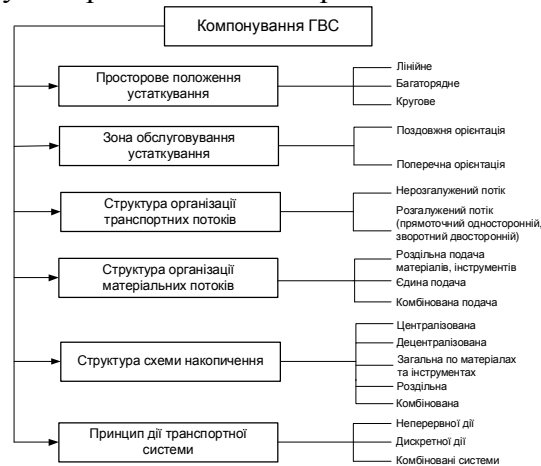 Компонування ГВС
Просторове положення
устаткування
Лінійне
Багаторядне
Кругове
Зона обслуговування
устаткування
Поздовжня орієнтація
Поперечна орієнтація
Структура організації
транспортних потоків
Нерозгалужений потік
Розгалужений потік
(прямоточний односторонній,
зворотний двосторонній)
Структура організації
матеріальних потоків
Роздільна подача
матеріалів, інструментів
Єдина подача
Комбінована подача
Структура схеми накопичення
Централізована
Децентралізована
Загальна по матеріалах
та інструментах
Роздільна
Комбінована
Принцип дії транспортної
системи
Неперервної дії
Дискретної дії
Комбіновані системи